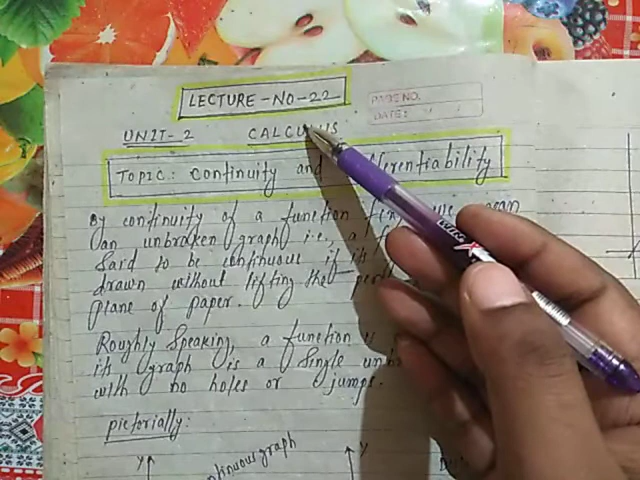 LECTURE-NO-22
PAGE NO.
DATE:
UNIT-2 CALCULUS
TOPIC: Continuity and
By continuity of a function
an unbroken graph i.e., a
Said to be continuous if its
drawn without lifting the
plane of paper.
Roughly Speaking, a function
its graph is a Single
with no holes or jumps.
pictorially:
graph
y
y